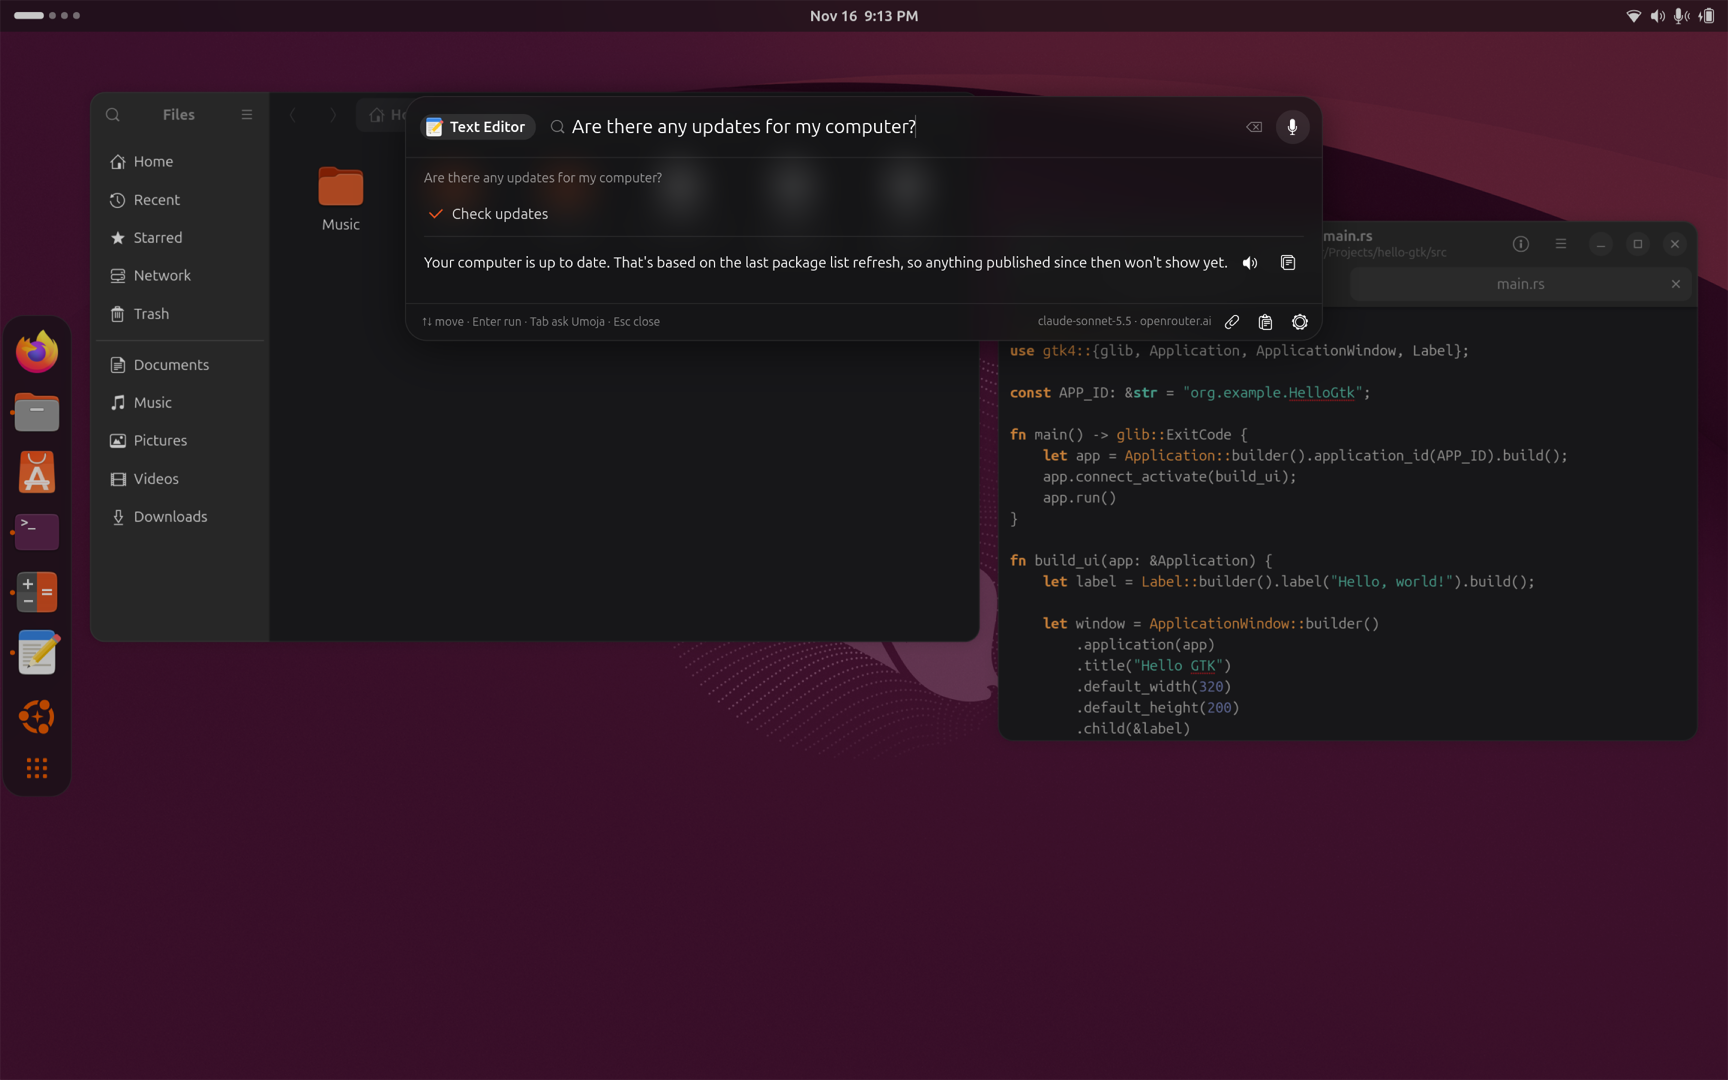 Nov 16 9:13 PM
Files
Home
Recent
Starred
Network
Trash
Documents
Music
Pictures
Videos
Downloads
Music
Text Editor
Are there any updates for my computer?
Are there any updates for my computer?
Check updates
Your computer is up to date. That's based on the last package list refresh, so anything published since then won't show yet.
↑↓ move · Enter run · Tab ask Umoja · Esc close
claude-sonnet-5.5 · openrouter.ai
main.rs
/Projects/hello-gtk/src
main.rs
use gtk4::{glib, Application, ApplicationWindow, Label};
const APP_ID: &str = "org.example.HelloGtk";
fn main() -> glib::ExitCode {
    let app = Application::builder().application_id(APP_ID).build();
    app.connect_activate(build_ui);
    app.run()
}
fn build_ui(app: &Application) {
    let label = Label::builder().label("Hello, world!").build();
    let window = ApplicationWindow::builder()
        .application(app)
        .title("Hello GTK")
        .default_width(320)
        .default_height(200)
        .child(&label)